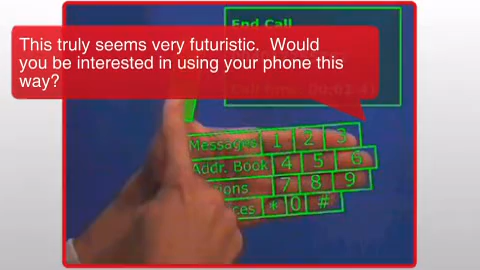 End Call
This truly seems very futuristic. Would
you be interested in using your phone this
way?
Messages 1 2 3
Addr. Book 4 5 6
7 8 9
* 0 #